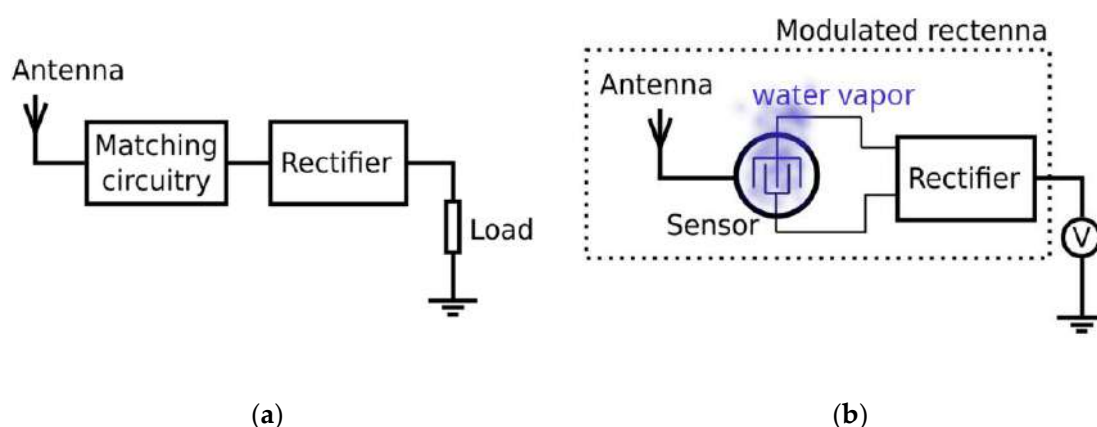 Antenna
Matching
circuitry
Rectifier
Load
(a)
Modulated rectenna
Antenna
water vapor
Sensor
Rectifier
V
(b)